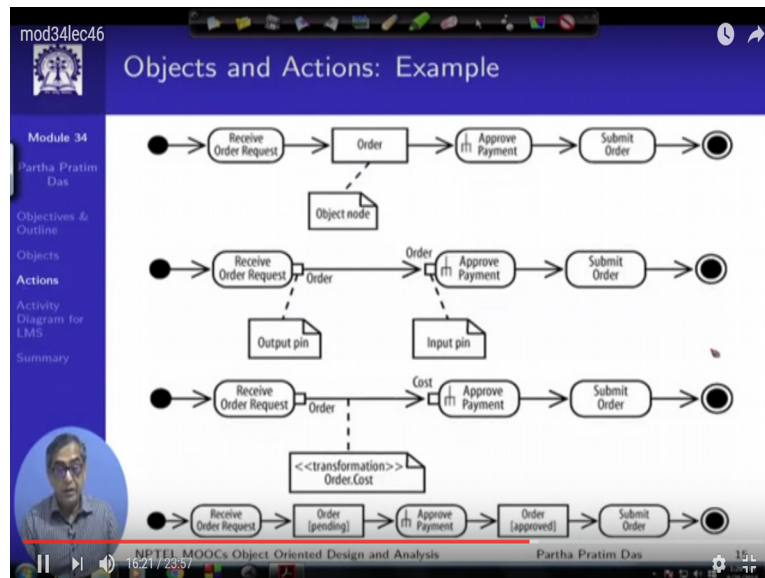 mod34lec46
Objects and Actions: Example
Module 34
Partha Pratim
Das
Objectives &
Outline
Objects
Actions
Activity
Diagram for
LMS
Summary
Receive
Order Request
Order
Approve
Payment
Submit
Order
Object node
Receive
Order Request
Order
Order
Approve
Payment
Submit
Order
Output pin
Input pin
Receive
Order Request
Order
Cost
Approve
Payment
Submit
Order
<<transformation>>
Order.Cost
Receive
Order Request
Order
[pending]
Approve
Payment
Order
[approved]
Submit
Order
NPTEL MOOCs Object Oriented Design and Analysis Partha Pratim Das 15
16:21 / 23:57